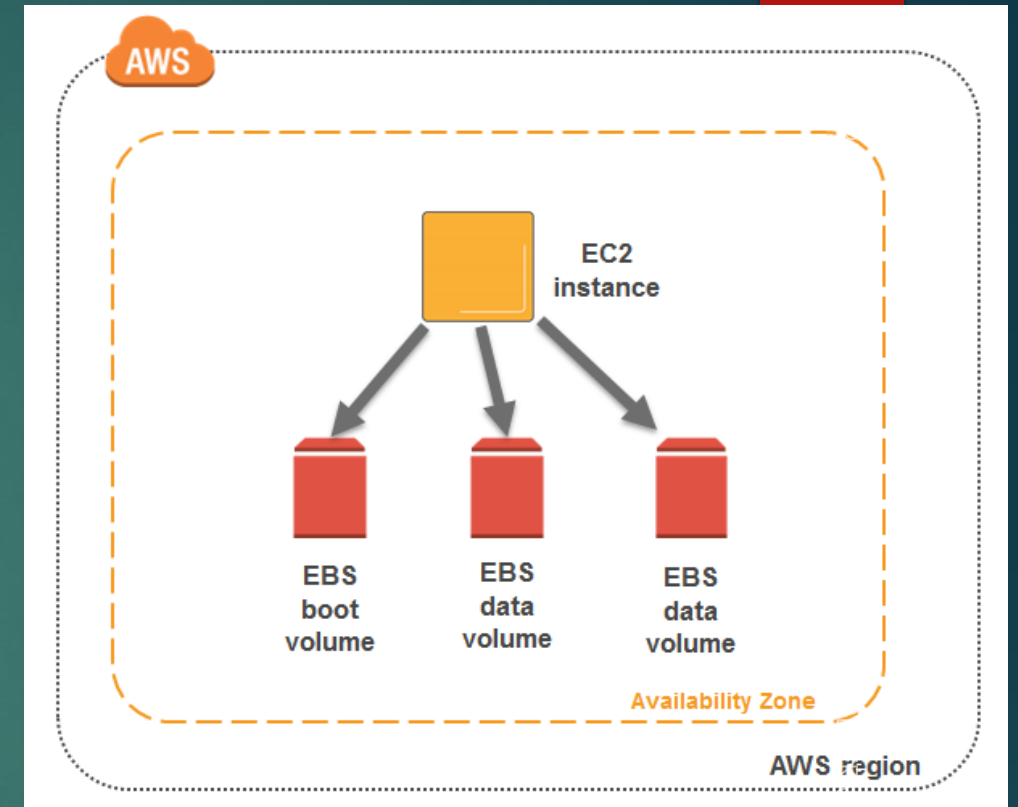 AWS
EC2
instance
EBS
boot
volume
EBS
data
volume
EBS
data
volume
Availability Zone
AWS region